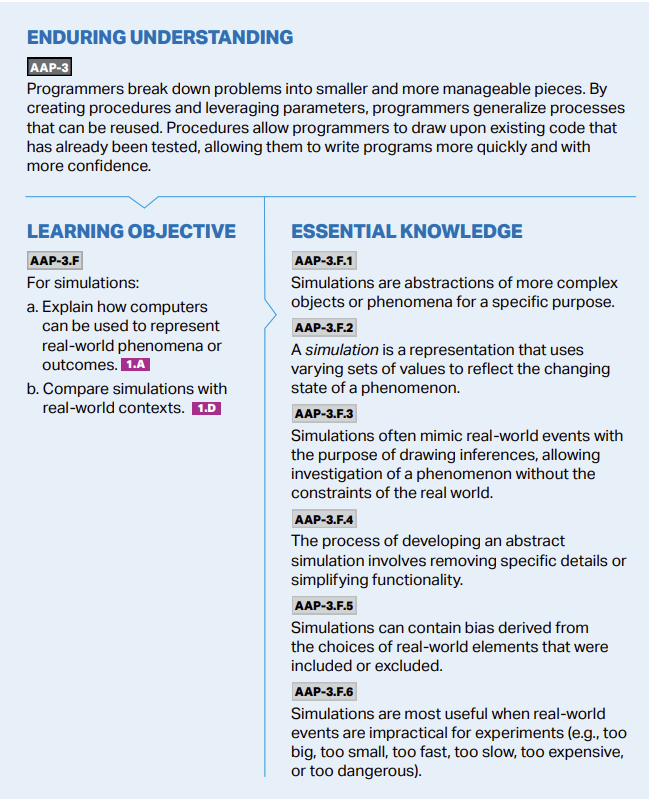 ENDURING UNDERSTANDING
AAP-3
Programmers break down problems into smaller and more manageable pieces. By
creating procedures and leveraging parameters, programmers generalize processes
that can be reused. Procedures allow programmers to draw upon existing code that
has already been tested, allowing them to write programs more quickly and with
more confidence.
LEARNING OBJECTIVE
AAP-3.F
For simulations:
a. Explain how computers
can be used to represent
real-world phenomena or
outcomes. 1.A
b. Compare simulations with
real-world contexts. 1.D
ESSENTIAL KNOWLEDGE
AAP-3.F.1
Simulations are abstractions of more complex
objects or phenomena for a specific purpose.
AAP-3.F.2
A simulation is a representation that uses
varying sets of values to reflect the changing
state of a phenomenon.
AAP-3.F.3
Simulations often mimic real-world events with
the purpose of drawing inferences, allowing
investigation of a phenomenon without the
constraints of the real world.
AAP-3.F.4
The process of developing an abstract
simulation involves removing specific details or
simplifying functionality.
AAP-3.F.5
Simulations can contain bias derived from
the choices of real-world elements that were
included or excluded.
AAP-3.F.6
Simulations are most useful when real-world
events are impractical for experiments (e.g., too
big, too small, too fast, too slow, too expensive,
or too dangerous).